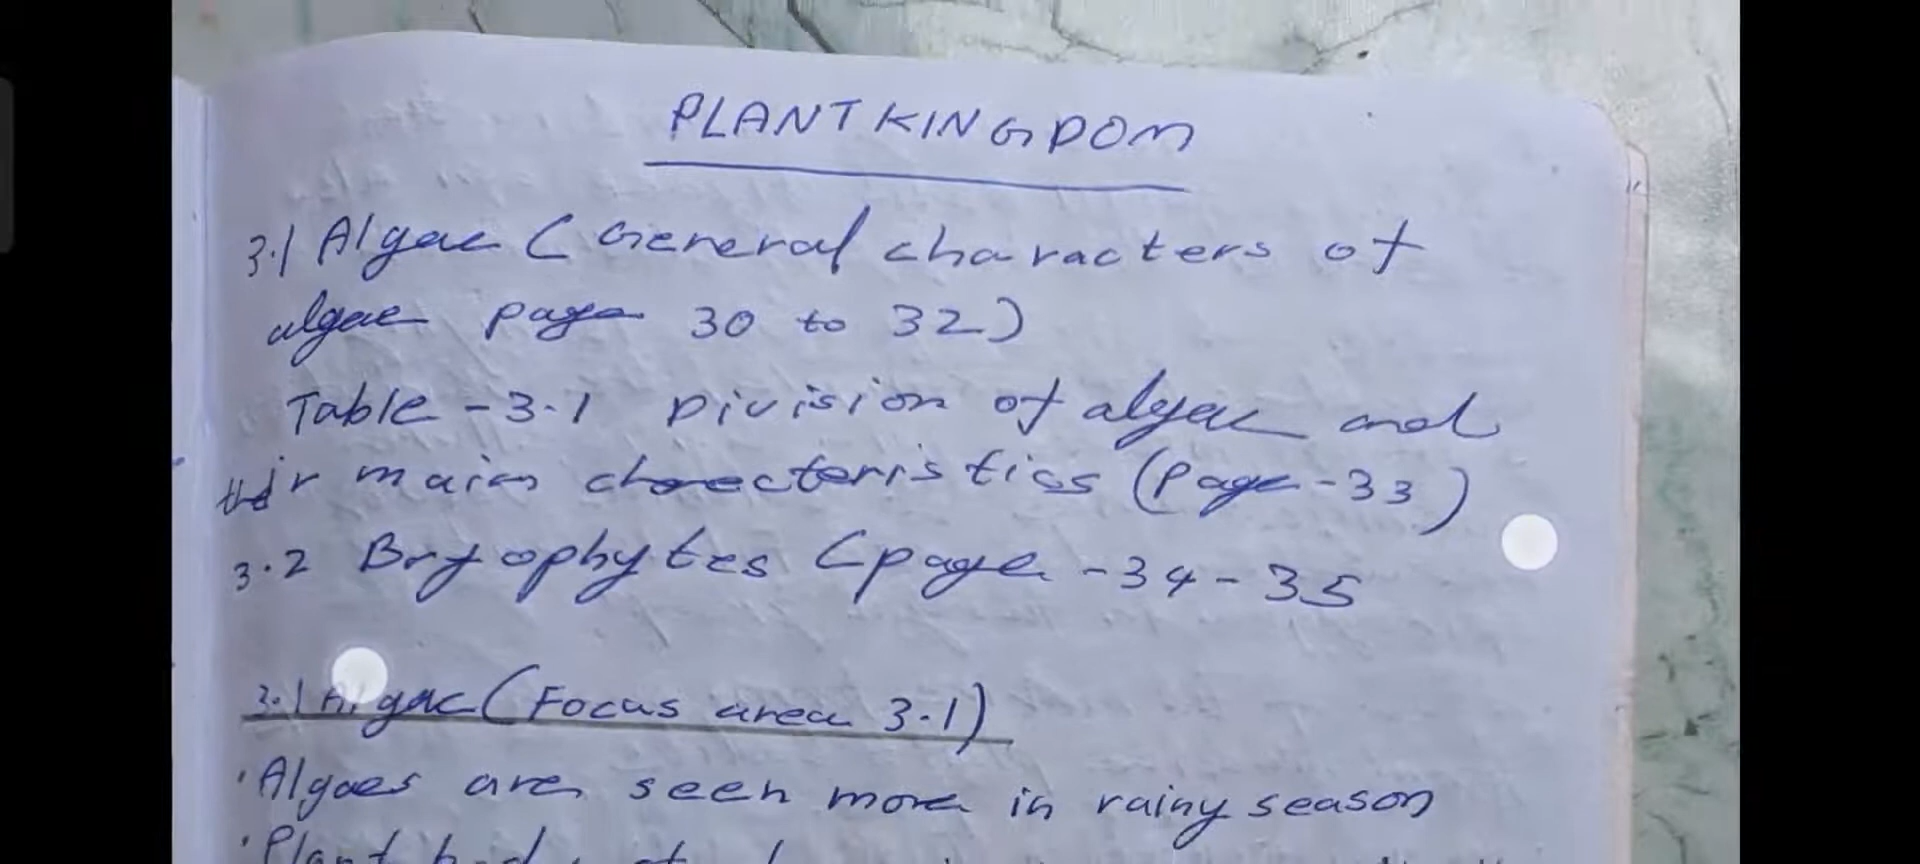 PLANT KINGDOM
3.1 Algae ( General characters of
algae page 30 to 32)
Table -3.1 Division of algae and
their main charecteristics (Page -33)
3.2 Bryophytes (page -34-35
3.1 Algae (Focus area 3.1)
• Algaes are seen more in rainy season
• Plant body